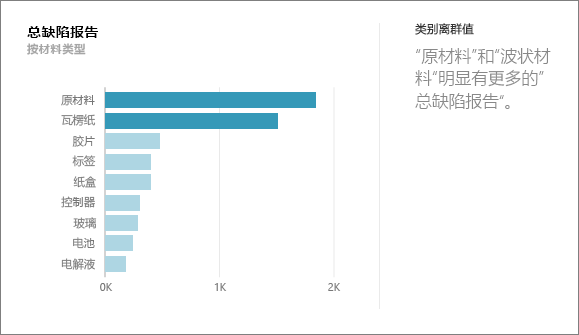 总缺陷报告
按材料类型
原材料
瓦楞纸
胶片
标签
纸盒
控制器
玻璃
电池
电解液
0K 1K 2K
类别离群值
“原材料”和“波状材
料”明显有更多的”
总缺陷报告“。